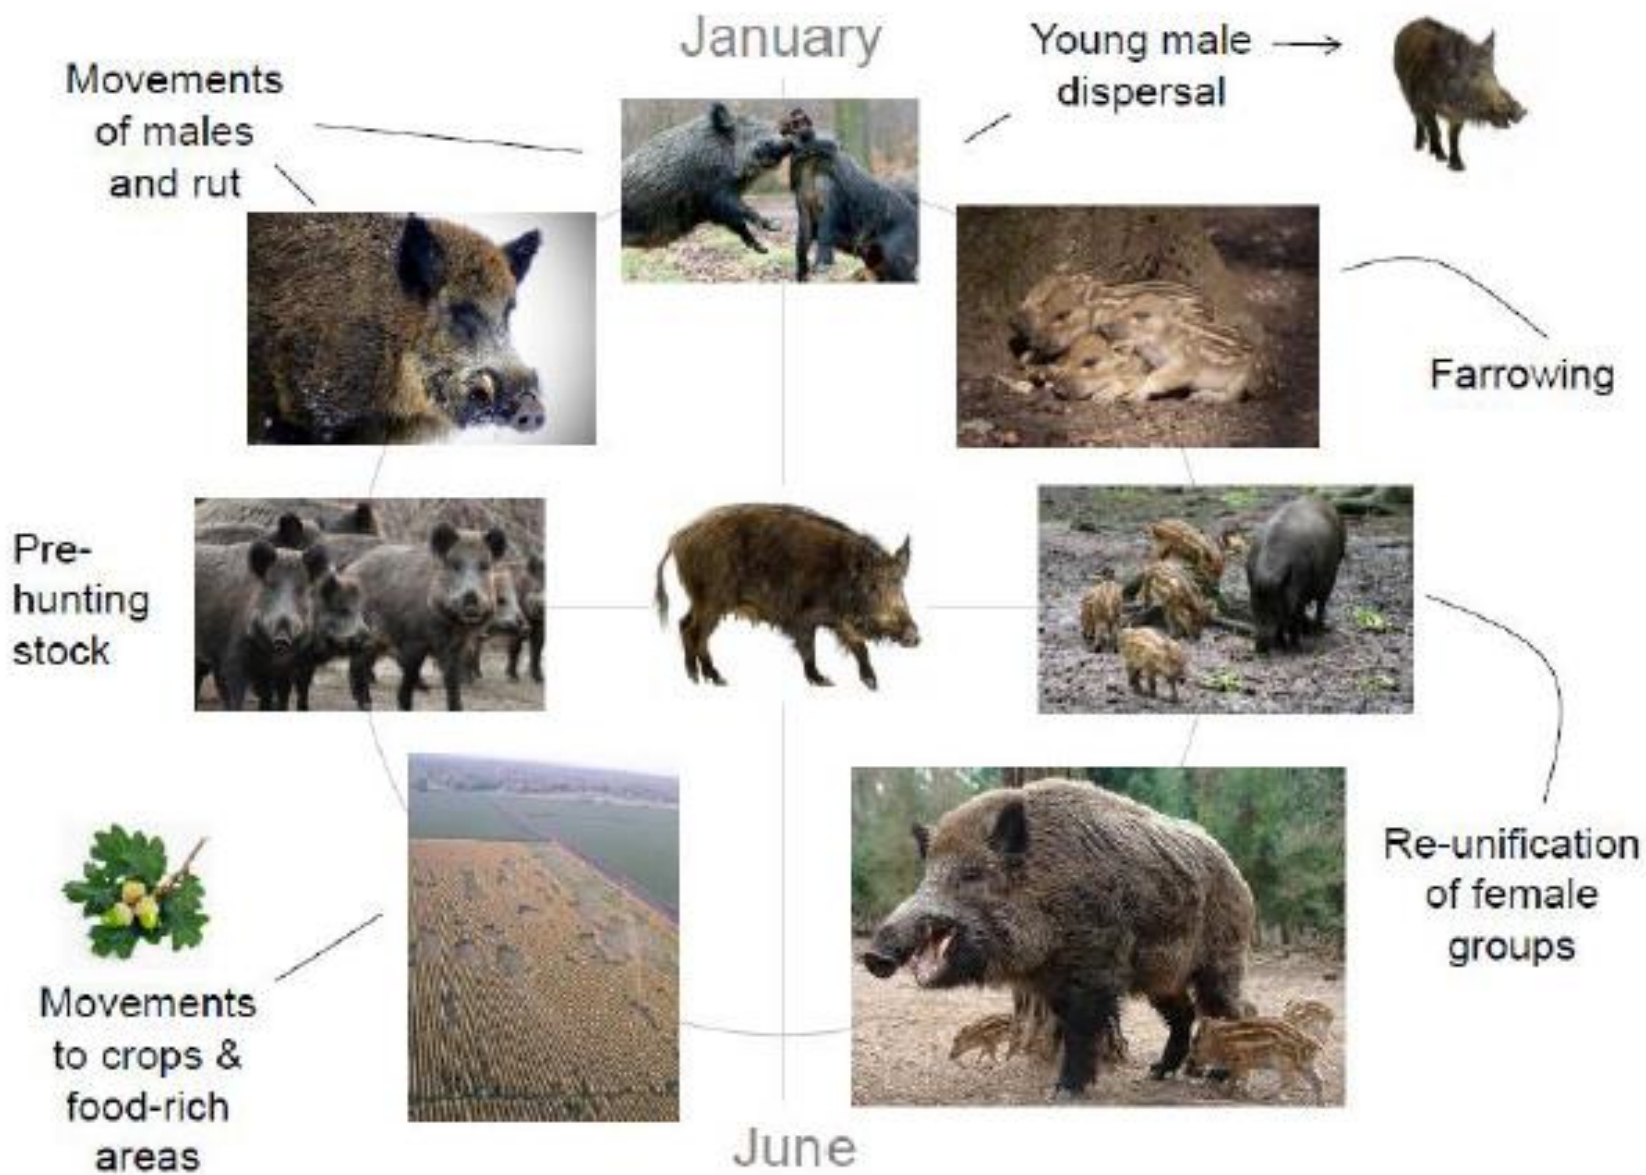 January
Young male
dispersal
Movements
of males
and rut
Farrowing
Pre-
hunting
stock
Re-unification
of female
groups
Movements
to crops &
food-rich
areas
June